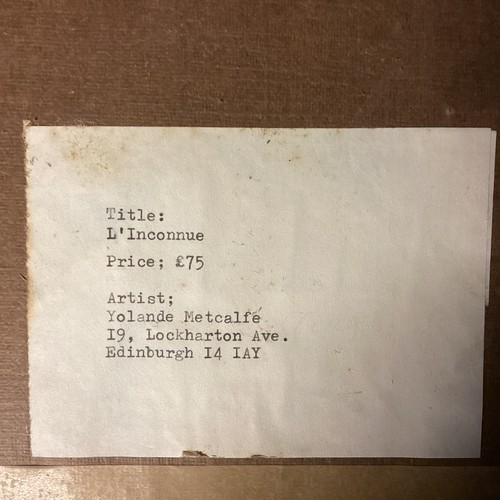 Title:
L'Inconnue
Price; £75
Artist;
Yolande Metcalfe
I9, Lockharton Ave.
Edinburgh I4 IAY